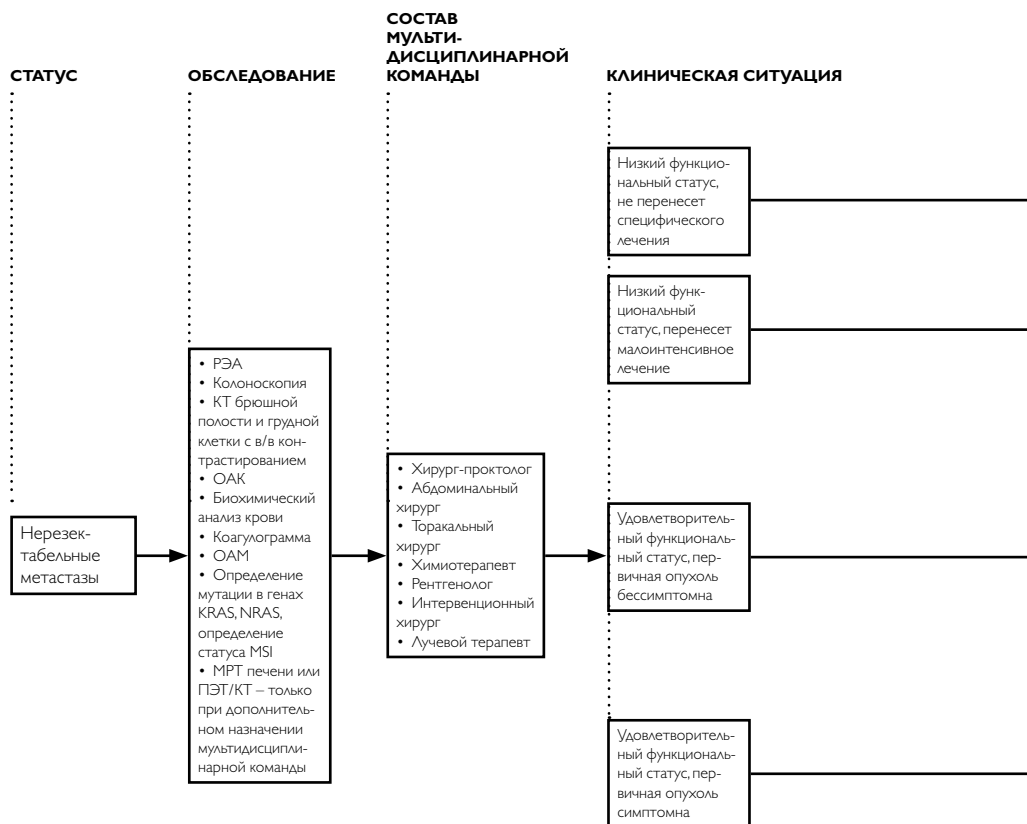 СТАТУС
ОБСЛЕДОВАНИЕ
СОСТАВ
МУЛЬТИ-
ДИСЦИПЛИНАРНОЙ
КОМАНДЫ
КЛИНИЧЕСКАЯ СИТУАЦИЯ
Нерезек-
табельные
метастазы
• РЭА
• Колоноскопия
• КТ брюшной
полости и грудной
клетки с в/в кон-
трастированием
• ОАК
• Биохимический
анализ крови
• Коагулограмма
• ОАМ
• Определение
мутации в генах
KRAS, NRAS,
определение
статуса MSI
• МРТ печени или
ПЭТ/КТ – только
при дополнитель-
ном назначении
мультидисципли-
нарной команды
• Хирург-проктолог
• Абдоминальный
хирург
• Торакальный
хирург
• Химиотерапевт
• Рентгенолог
• Интервенционный
хирург
• Лучевой терапевт
Низкий функцио-
нальный статус,
не перенесет
специфического
лечения
Низкий функ-
циональный
статус, перенесет
малоинтенсивное
лечение
Удовлетворитель-
ный функциональ-
ный статус, пер-
вичная опухоль
бессимптомна
Удовлетворитель-
ный функциональ-
ный статус, пер-
вичная опухоль
симптомна